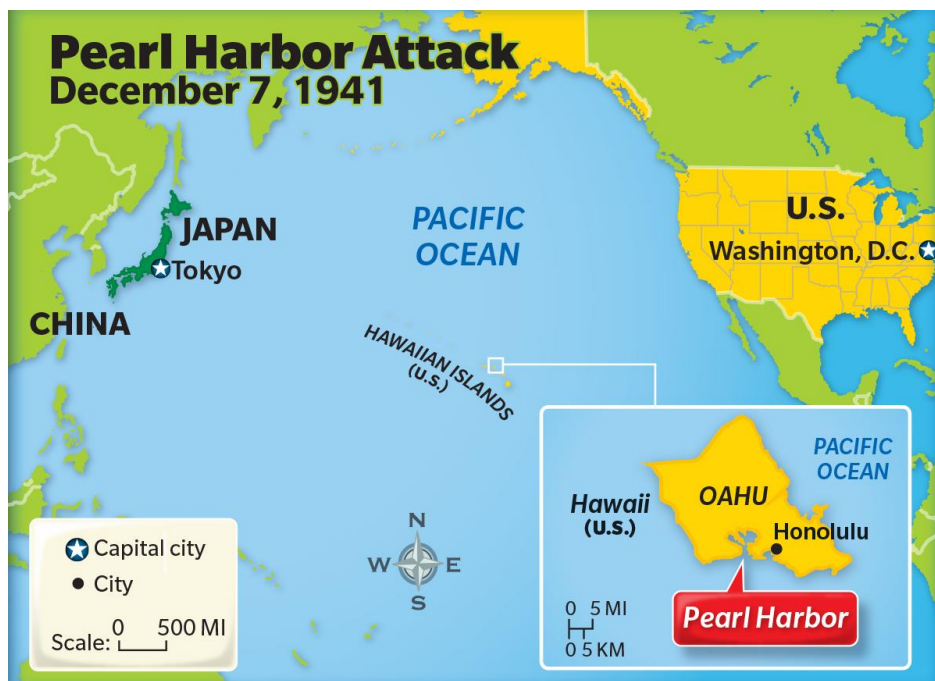 Pearl Harbor Attack
December 7, 1941
PACIFIC
OCEAN
JAPAN
Tokyo
CHINA
U.S.
Washington, D.C.
HAWAIIAN ISLANDS
(U.S.)
PACIFIC
OCEAN
Hawaii
(U.S.)
OAHU
Honolulu
Pearl Harbor
0 5 MI
0 5 KM
N
W E
S
Capital city
City
Scale: 0 500 MI